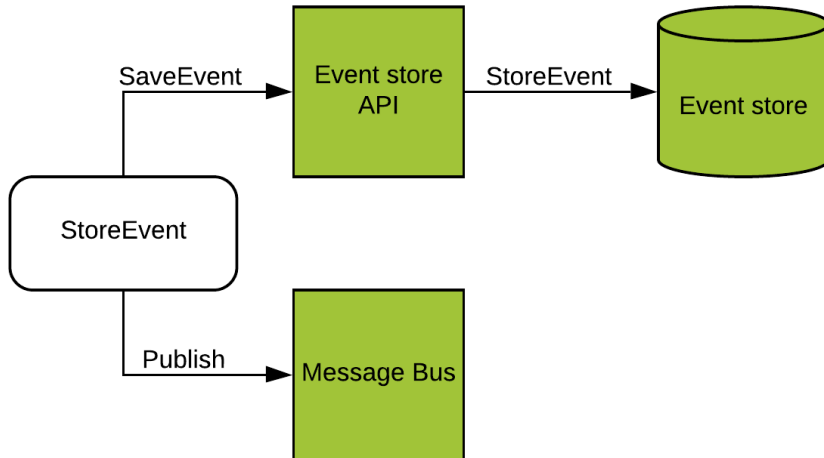 SaveEvent
Event store
API
StoreEvent
Event store
StoreEvent
Publish
Message Bus